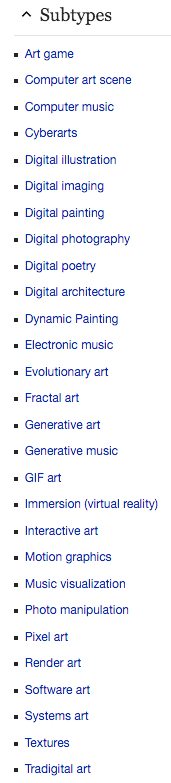 Subtypes
Art game
Computer art scene
Computer music
Cyberarts
Digital illustration
Digital imaging
Digital painting
Digital photography
Digital poetry
Digital architecture
Dynamic Painting
Electronic music
Evolutionary art
Fractal art
Generative art
Generative music
GIF art
Immersion (virtual reality)
Interactive art
Motion graphics
Music visualization
Photo manipulation
Pixel art
Render art
Software art
Systems art
Textures
Tradigital art